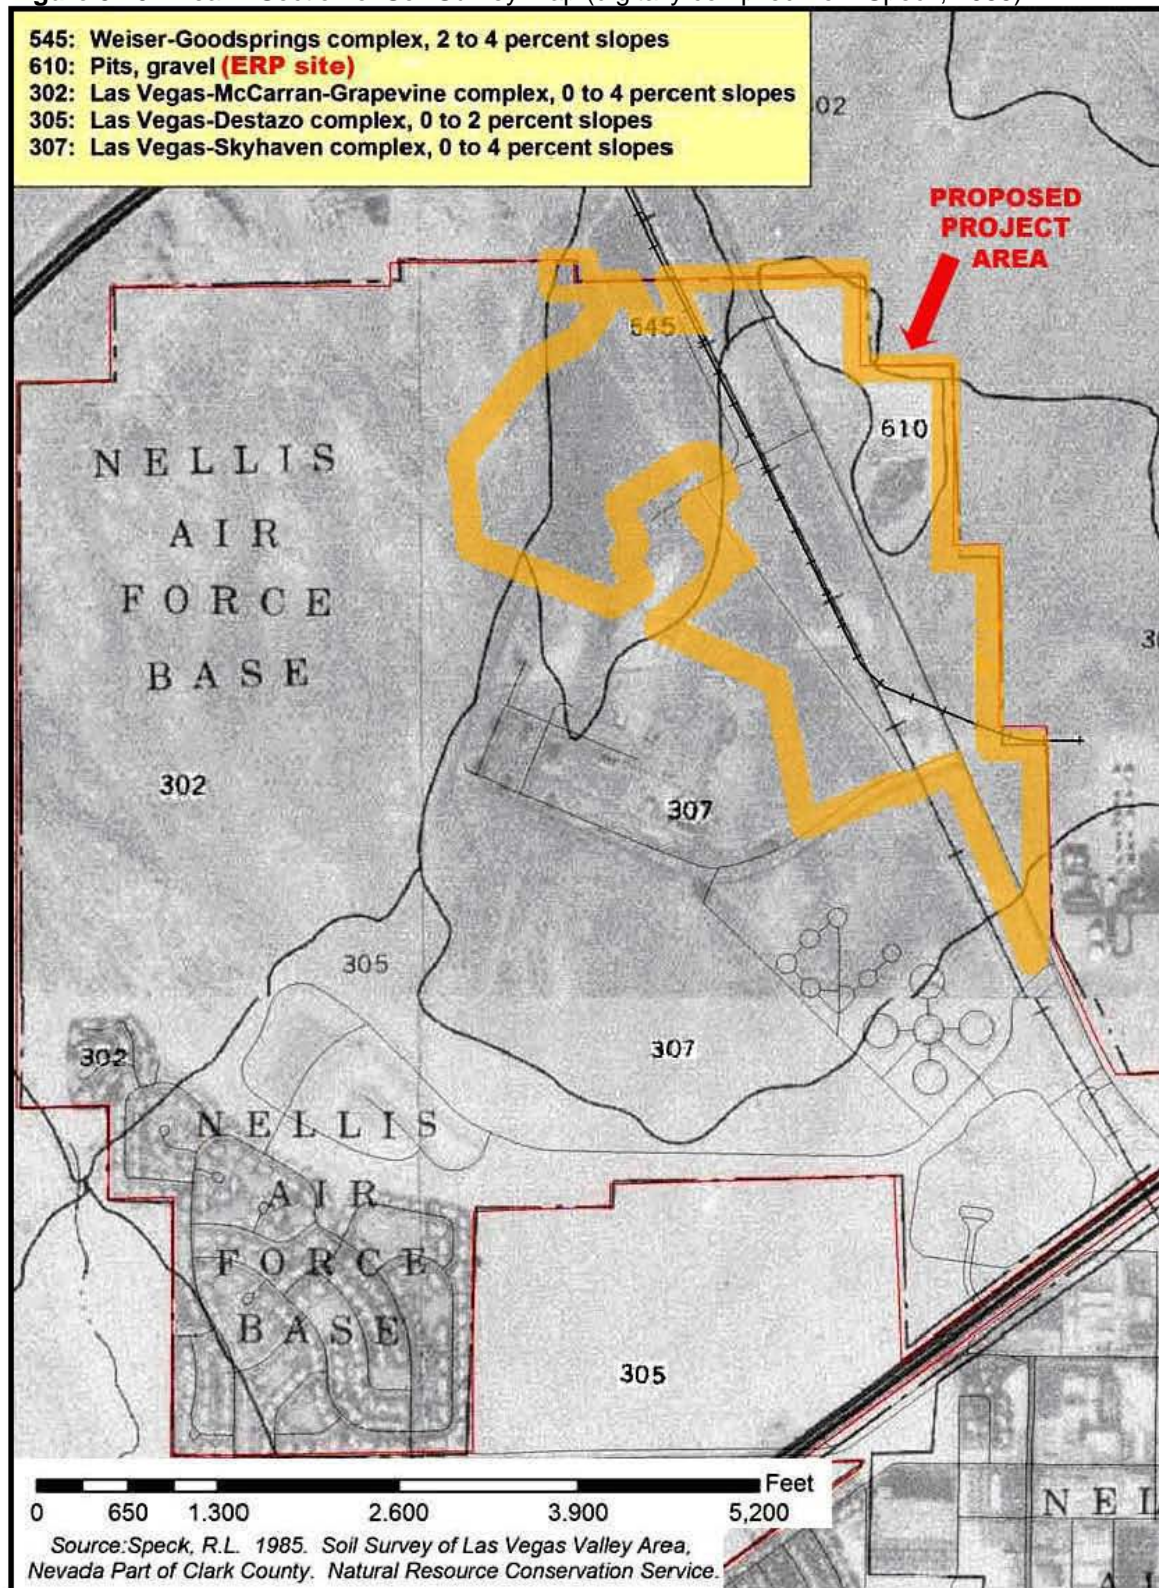 545: Weiser-Goodsprings complex, 2 to 4 percent slopes
610: Pits, gravel (ERP site)
302: Las Vegas-McCarran-Grapevine complex, 0 to 4 percent slopes
305: Las Vegas-Destazo complex, 0 to 2 percent slopes
307: Las Vegas-Skyhaven complex, 0 to 4 percent slopes
02
PROPOSED
PROJECT
AREA
545
610
NELLIS
AIR
FORCE
BASE
302
307
305
307
302
NELLIS
AIR
FORCE
BASE
305
NEL
Feet
0 650 1.300 2.600 3.900 5,200
Source:Speck, R.L. 1985. Soil Survey of Las Vegas Valley Area,
Nevada Part of Clark County. Natural Resource Conservation Service.